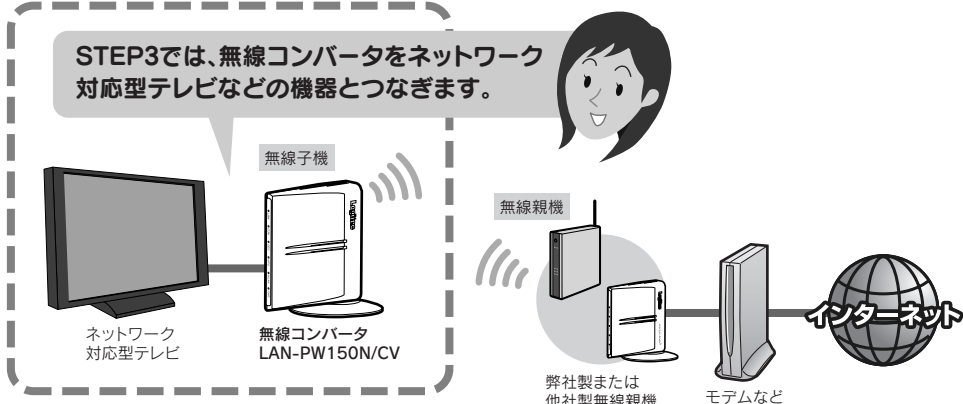 STEP3では、無線コンバータをネットワーク
対応型テレビなどの機器とつなぎます。
無線子機
Logitec
ネットワーク
対応型テレビ
無線コンバータ
LAN-PW150N/CV
無線親機
Logitec
弊社製または
他社製無線親機
モデムなど
インターネット